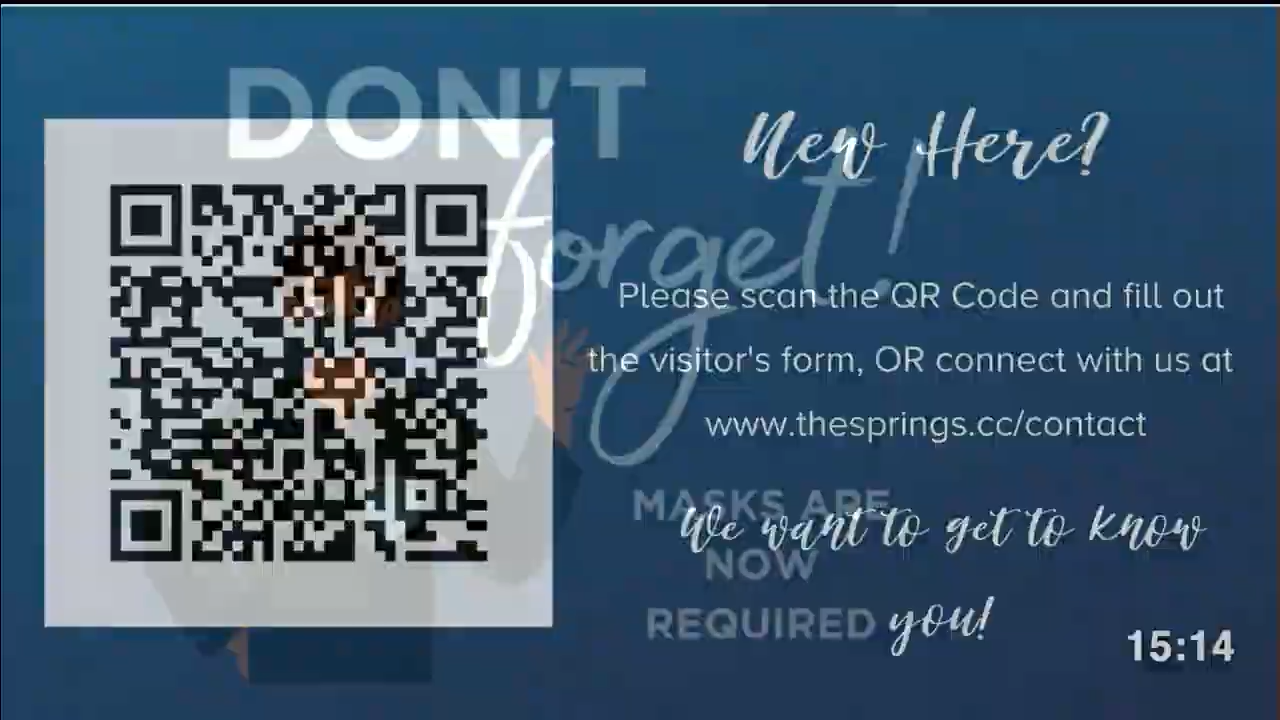 DON'T
forget!
MASKS ARE
NOW
REQUIRED
New Here?
Please scan the QR Code and fill out
the visitor's form, OR connect with us at
www.thesprings.cc/contact
We want to get to know
you!
15:14